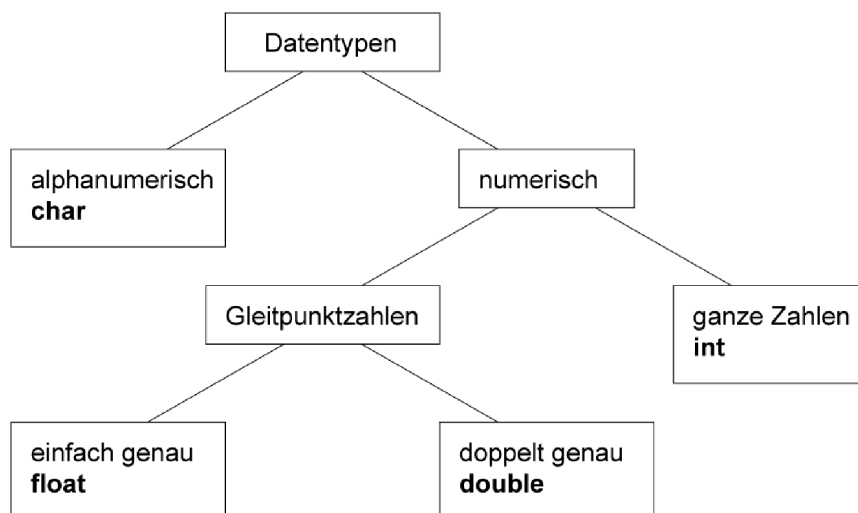 Datentypen
alphanumerisch
char
numerisch
Gleitpunktzahlen
ganze Zahlen
int
einfach genau
float
doppelt genau
double